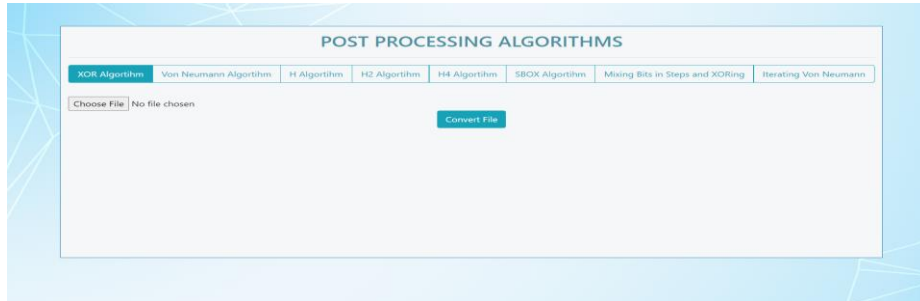 POST PROCESSING ALGORITHMS
XOR Algortihm Von Neumann Algortihm H Algortihm H2 Algortihm H4 Algortihm SBOX Algortihm Mixing Bits in Steps and XORing Iterating Von Neumann
Choose File No file chosen
Convert File